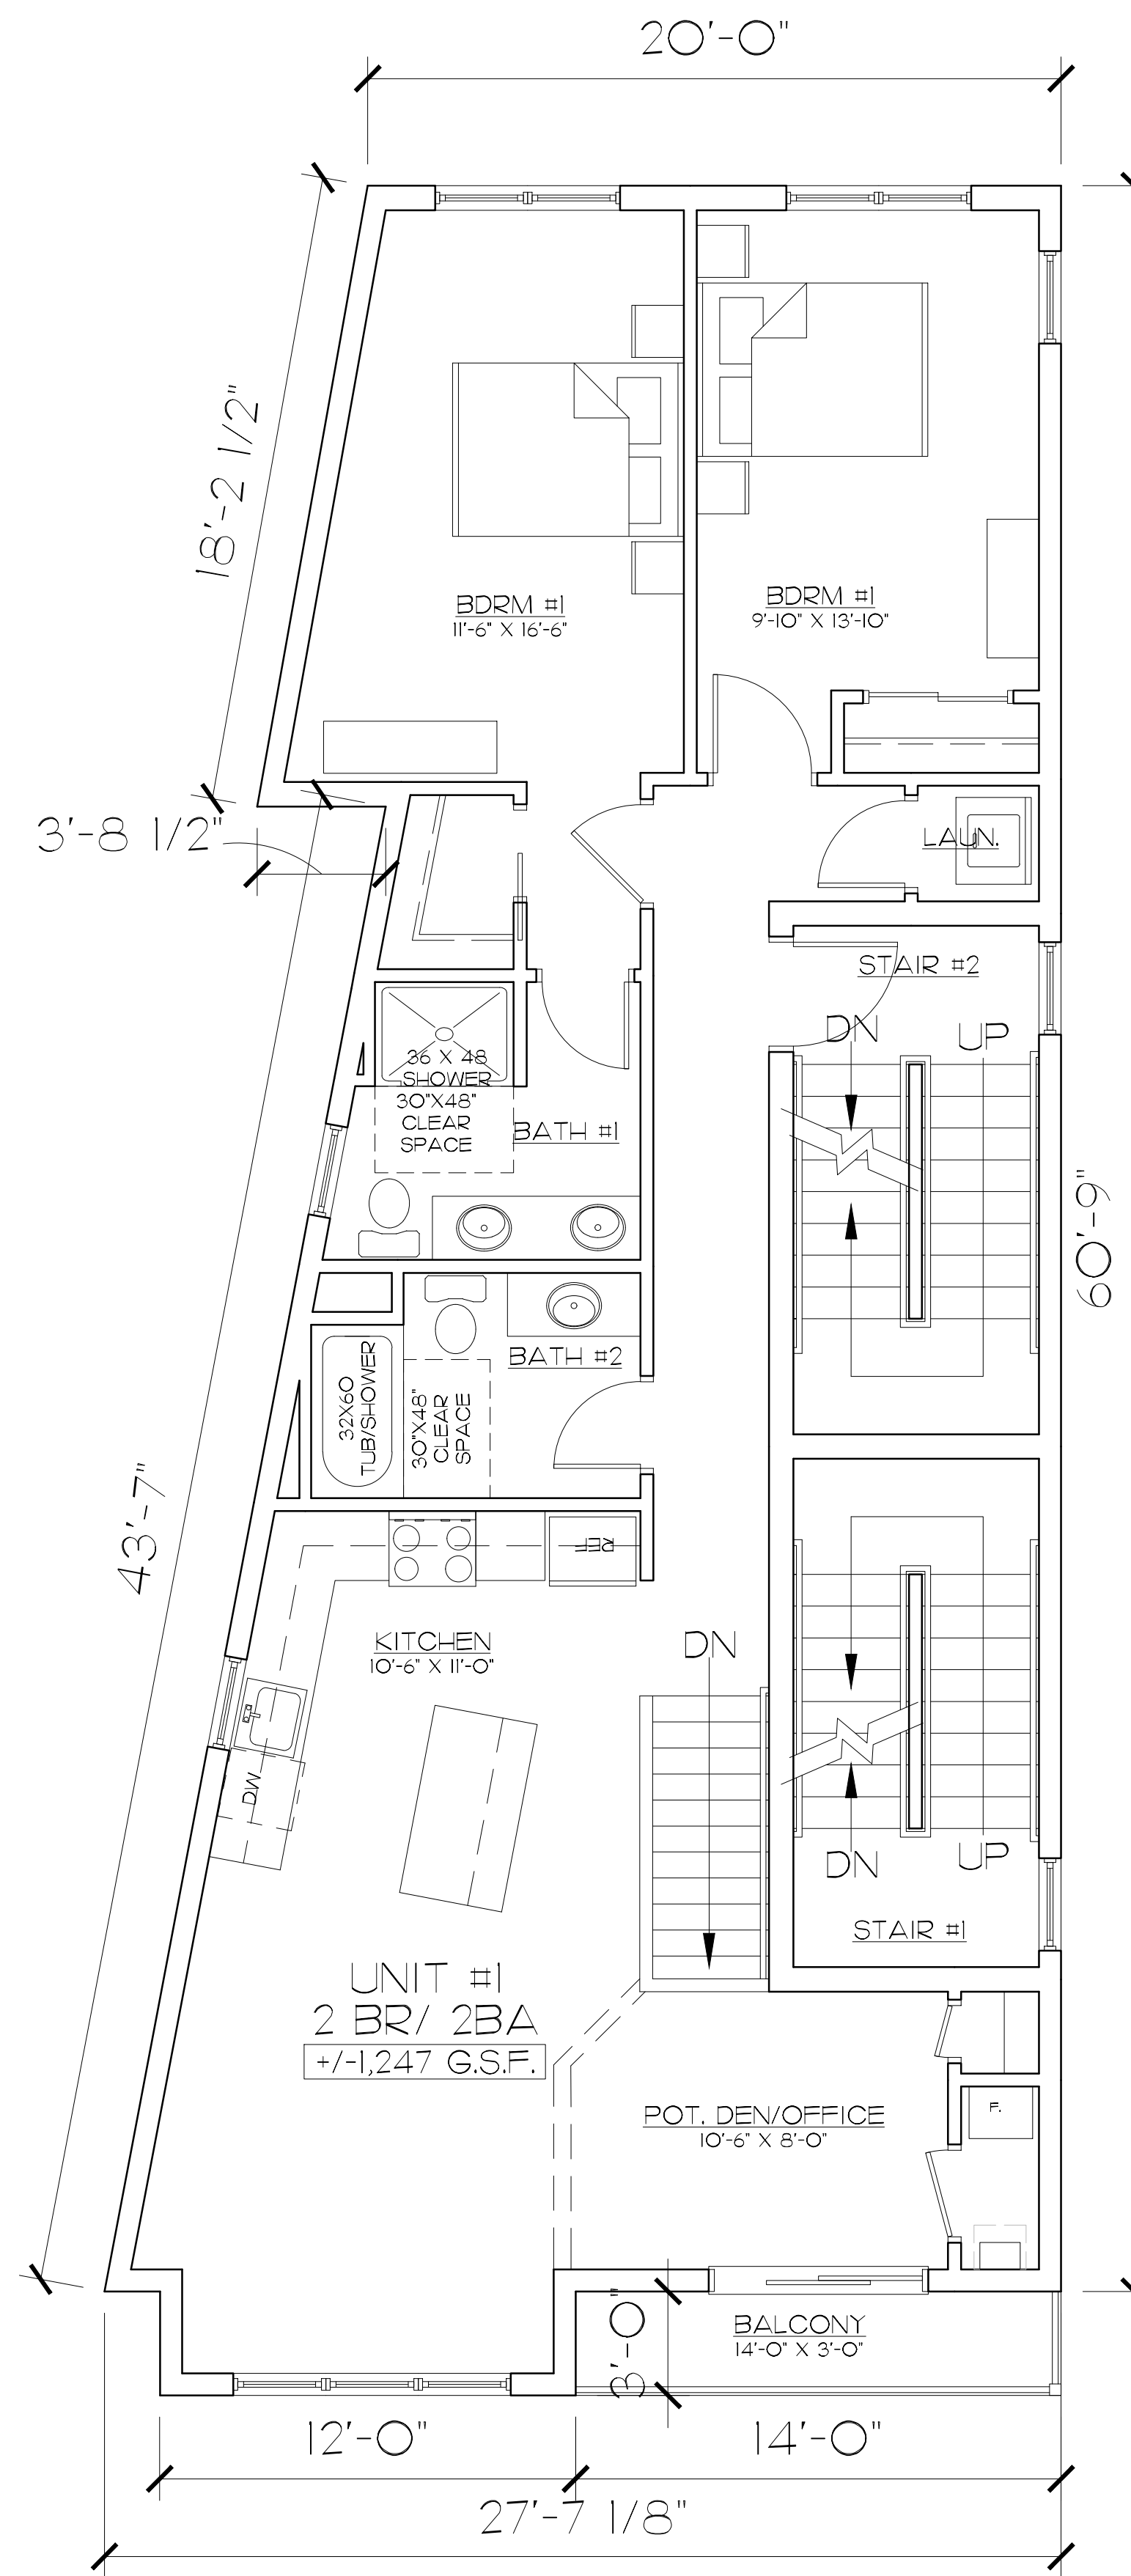 20'-0"
18'-2 1/2"
BDRM #1
11'-6" X 16'-6"
BDRM #1
9'-10" X 13'-10"
3'-8 1/2"
LAUN.
STAIR #2
DN
UP
36 X 48
SHOWER
30"X48"
CLEAR
SPACE
BATH #1
60'-9"
BATH #2
32X60
TUB/SHOWER
30"X48"
CLEAR
SPACE
43'-7"
REF
KITCHEN
10'-6" X 11'-0"
DN
DW
DN
UP
STAIR #1
UNIT #1
2 BR/ 2BA
+/-1,247 G.S.F.
POT. DEN/OFFICE
10'-6" X 8'-0"
F.
3'-0"
BALCONY
14'-0" X 3'-0"
12'-0"
14'-0"
27'-7 1/8"